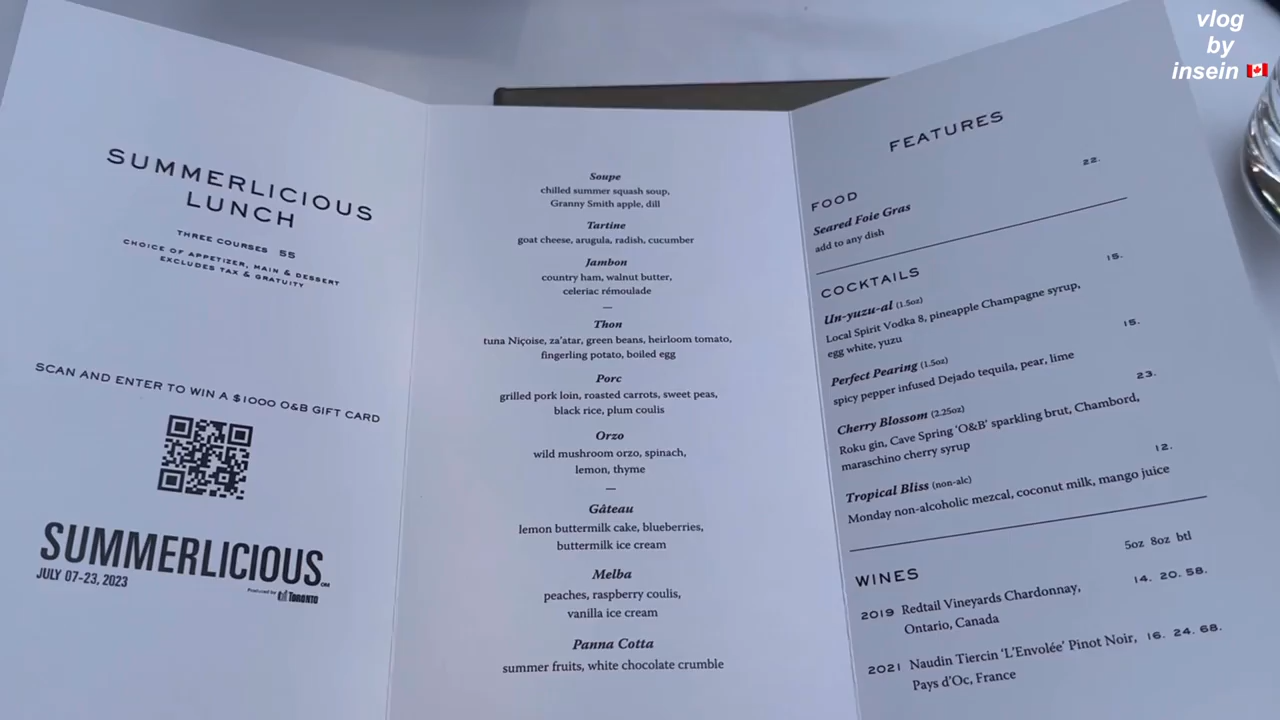 vlog
by
insein
SUMMERLICIOUS
LUNCH
THREE COURSES 55
CHOICE OF APPETIZER, MAIN & DESSERT
EXCLUDES TAX & GRATUITY
SCAN AND ENTER TO WIN A $1000 O&B GIFT CARD
SUMMERLICIOUS
JULY 07-23, 2023
Produced by TORONTO
Soupe
chilled summer squash soup,
Granny Smith apple, dill
Tartine
goat cheese, arugula, radish, cucumber
Jambon
country ham, walnut butter,
celeriac rémoulade
—
Thon
tuna Niçoise, za'atar, green beans, heirloom tomato,
fingerling potato, boiled egg
Porc
grilled pork loin, roasted carrots, sweet peas,
black rice, plum coulis
Orzo
wild mushroom orzo, spinach,
lemon, thyme
—
Gâteau
lemon buttermilk cake, blueberries,
buttermilk ice cream
Melba
peaches, raspberry coulis,
vanilla ice cream
Panna Cotta
summer fruits, white chocolate crumble
FEATURES
FOOD
Seared Foie Gras 22.
add to any dish
COCKTAILS
Un-yuzu-al (1.5oz) 15.
Local Spirit Vodka 8, pineapple Champagne syrup,
egg white, yuzu
Perfect Pearing (1.5oz) 15.
spicy pepper infused Dejado tequila, pear, lime
Cherry Blossom (2.25oz) 23.
Roku gin, Cave Spring 'O&B' sparkling brut, Chambord,
maraschino cherry syrup
Tropical Bliss (non-alc) 12.
Monday non-alcoholic mezcal, coconut milk, mango juice
WINES 5oz 8oz btl
2019 Redtail Vineyards Chardonnay, 14. 20. 58.
Ontario, Canada
2021 Naudin Tiercin 'L'Envolée' Pinot Noir, 16. 24. 68.
Pays d'Oc, France